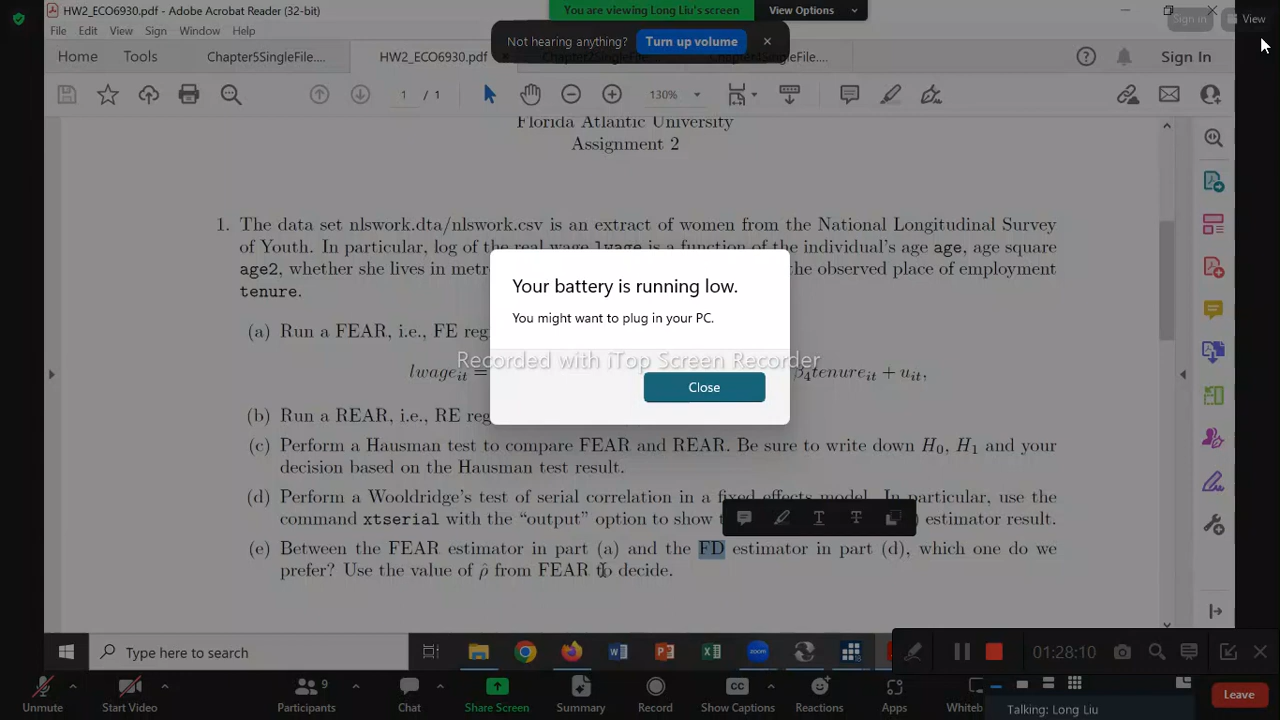 HW2_ECO6930.pdf - Adobe Acrobat Reader (32-bit)
You are viewing Long Liu's screen
View Options
Sign in
View
File Edit View Sign Window Help
Not hearing anything? Turn up volume
Home Tools Chapter5SingleFile.... HW2_ECO6930.pdf
Sign In
1 / 1 130%
Florida Atlantic University
Assignment 2
1. The data set nlswork.dta/nlswork.csv is an extract of women from the National Longitudinal Survey
of Youth. In particular, log of the real wage lwage is a function of the individual's age age, age square
age2, whether she lives in metr
the observed place of employment
tenure.
Your battery is running low.
You might want to plug in your PC.
Close
Recorded with iTop Screen Recorder
(a) Run a FEAR, i.e., FE reg
lwage_it =
β4tenure_it + u_it,
(b) Run a REAR, i.e., RE reg
(c) Perform a Hausman test to compare FEAR and REAR. Be sure to write down H0, H1 and your
decision based on the Hausman test result.
(d) Perform a Wooldridge's test of serial correlation in a fixed effects model. In particular, use the
command xtserial with the "output" option to show t
) estimator result.
(e) Between the FEAR estimator in part (a) and the FD estimator in part (d), which one do we
prefer? Use the value of ρ̂ from FEAR to decide.
Type here to search
01:28:10
Unmute Start Video 9 Participants Chat Share Screen Summary Record Show Captions Reactions Apps Whiteb
Talking: Long Liu
Leave